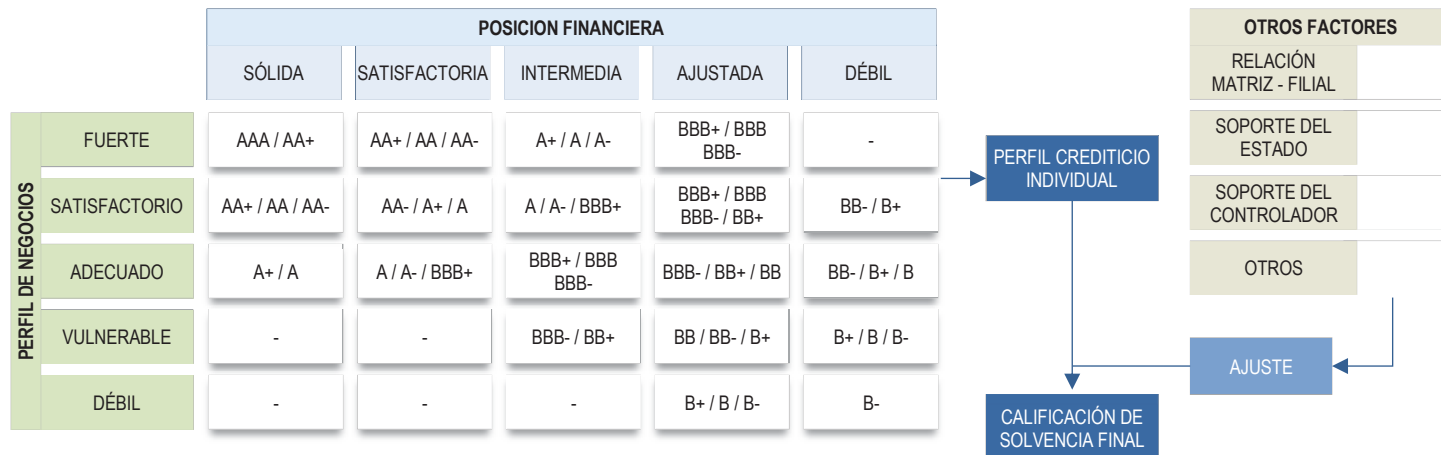 POSICION FINANCIERA
SÓLIDA
SATISFACTORIA
INTERMEDIA
AJUSTADA
DÉBIL
PERFIL DE NEGOCIOS
FUERTE
AAA / AA+
AA+ / AA / AA-
A+ / A / A-
BBB+ / BBB
BBB-
-
SATISFACTORIO
AA+ / AA / AA-
AA- / A+ / A
A / A- / BBB+
BBB+ / BBB
BBB- / BB+
BB- / B+
ADECUADO
A+ / A
A / A- / BBB+
BBB+ / BBB
BBB-
BBB- / BB+ / BB
BB- / B+ / B
VULNERABLE
-
-
BBB- / BB+
BB / BB- / B+
B+ / B / B-
DÉBIL
-
-
-
B+ / B / B-
B-
PERFIL CREDITICIO
INDIVIDUAL
CALIFICACIÓN DE
SOLVENCIA FINAL
OTROS FACTORES
RELACIÓN
MATRIZ - FILIAL
SOPORTE DEL
ESTADO
SOPORTE DEL
CONTROLADOR
OTROS
AJUSTE